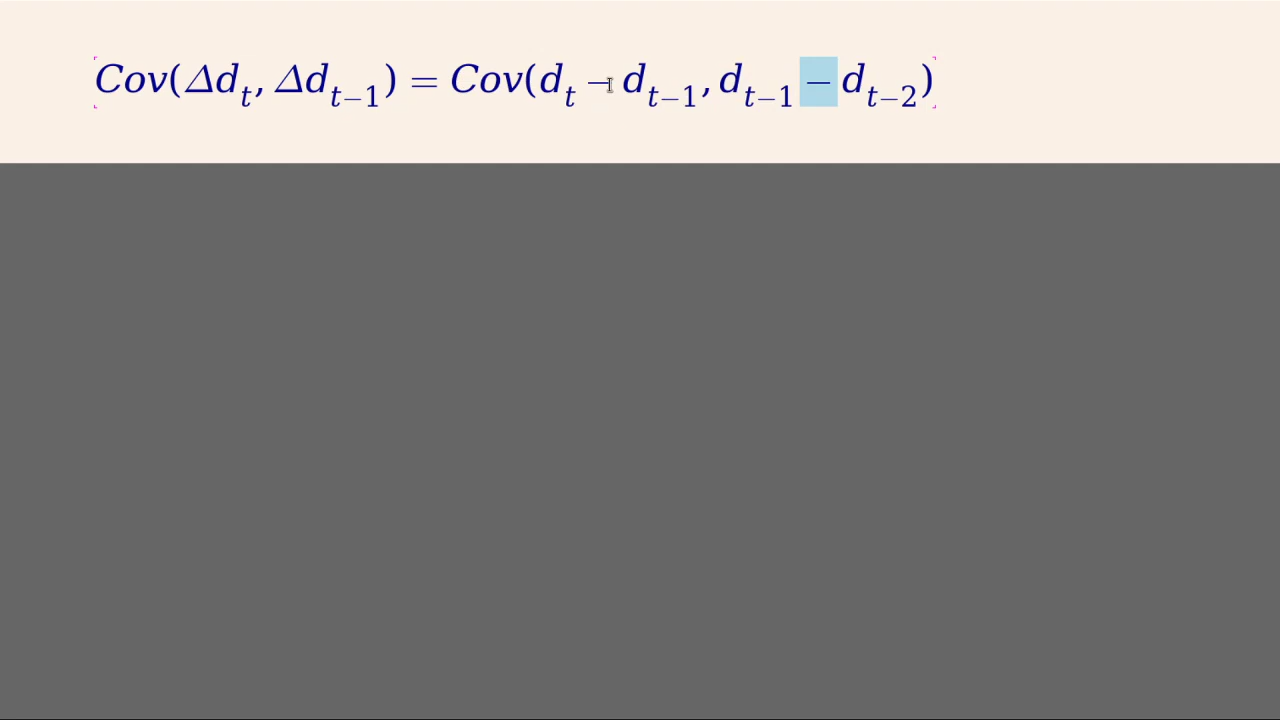 Cov(Δd_t, Δd_{t−1}) = Cov(d_t − d_{t−1}, d_{t−1} − d_{t−2})